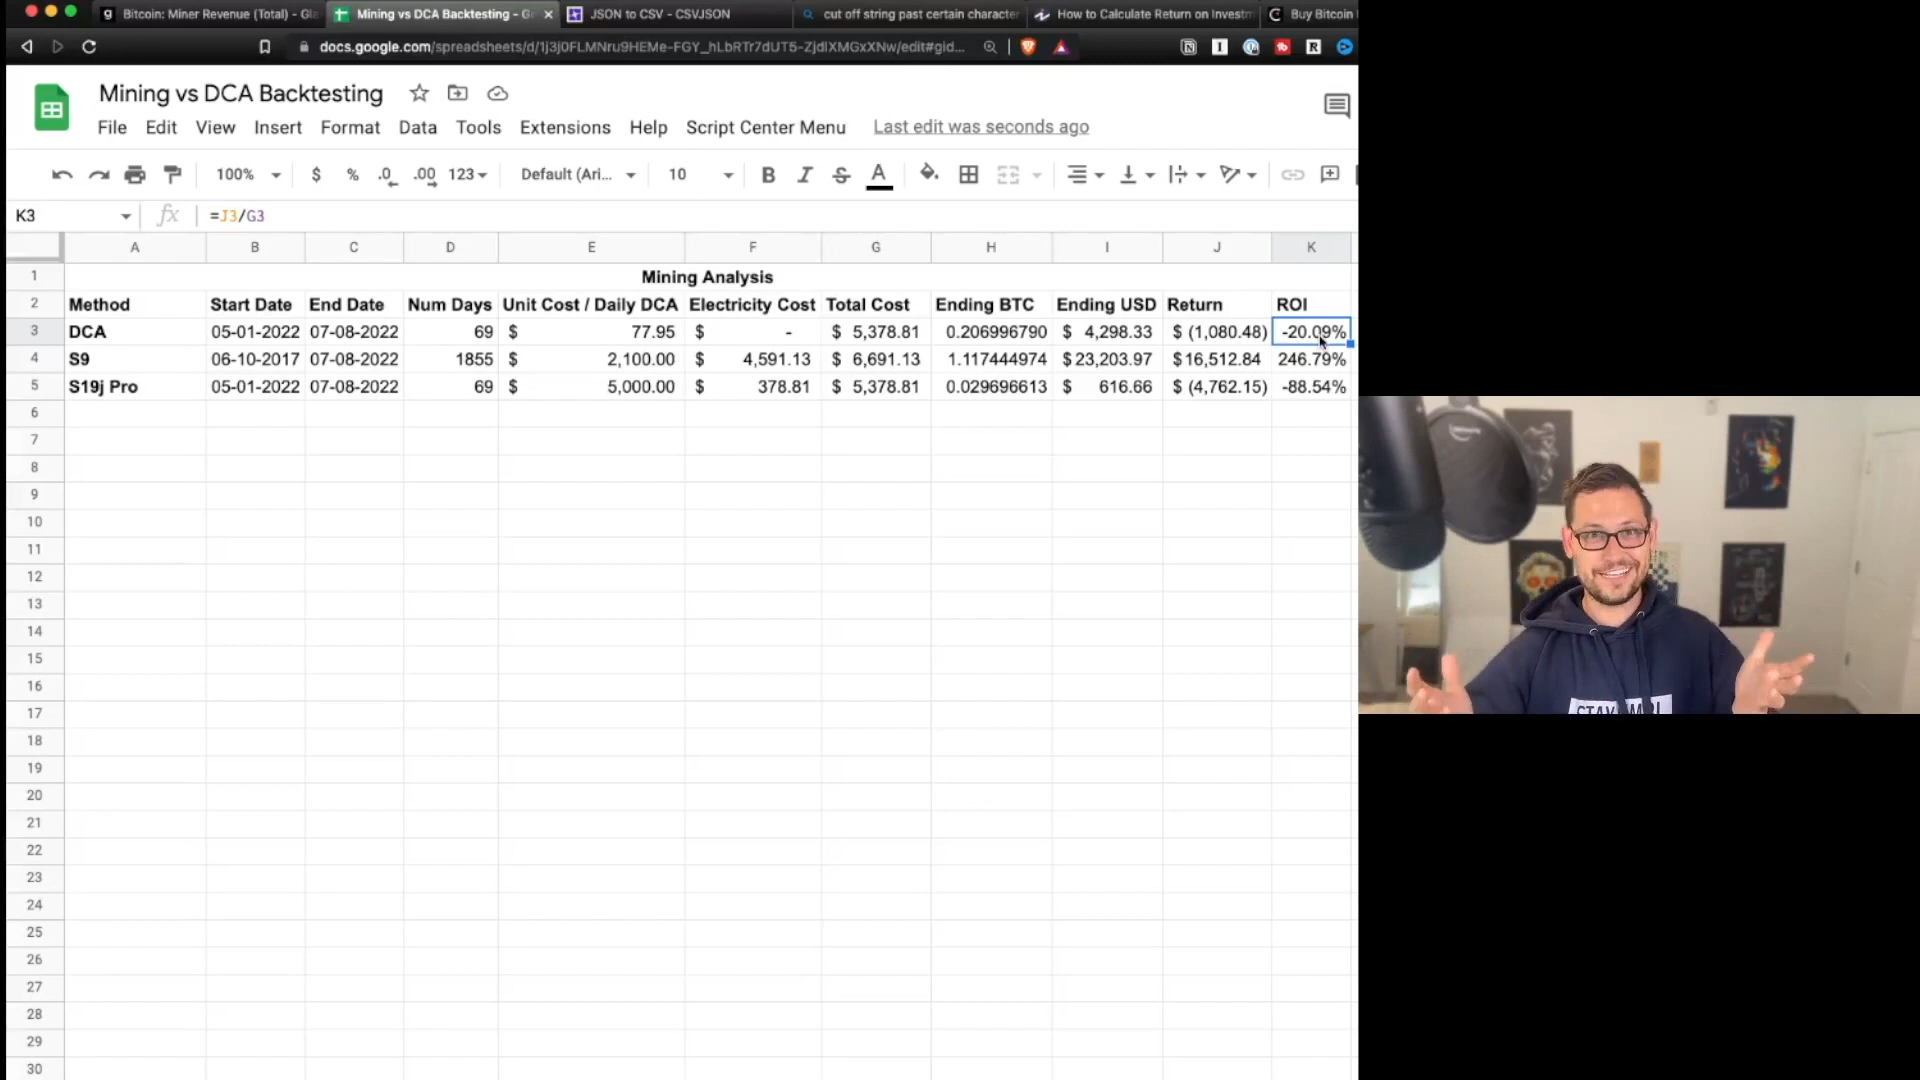 Bitcoin: Miner Revenue (Total) - Gla
Mining vs DCA Backtesting - G
JSON to CSV - CSVJSON
cut off string past certain character
How to Calculate Return on Investm
Buy Bitcoin
docs.google.com/spreadsheets/d/1j3j0FLMNru9HEMe-FGY_hLbRTr7dUT5-ZjdIXMGxXNw/edit#gid...
Mining vs DCA Backtesting
File Edit View Insert Format Data Tools Extensions Help Script Center Menu Last edit was seconds ago
100% $ % .0 .00 123 Default (Ari... 10 B I S A
K3 fx =J3/G3
A B C D E F G H I J K
1 Mining Analysis
2 Method Start Date End Date Num Days Unit Cost / Daily DCA Electricity Cost Total Cost Ending BTC Ending USD Return ROI
3 DCA 05-01-2022 07-08-2022 69 $ 77.95 $ - $ 5,378.81 0.206996790 $ 4,298.33 $ (1,080.48) -20.09%
4 S9 06-10-2017 07-08-2022 1855 $ 2,100.00 $ 4,591.13 $ 6,691.13 1.117444974 $ 23,203.97 $ 16,512.84 246.79%
5 S19j Pro 05-01-2022 07-08-2022 69 $ 5,000.00 $ 378.81 $ 5,378.81 0.029696613 $ 616.66 $ (4,762.15) -88.54%
6
7
8
9
10
11
12
13
14
15
16
17
18
19
20
21
22
23
24
25
26
27
28
29
30
STAY